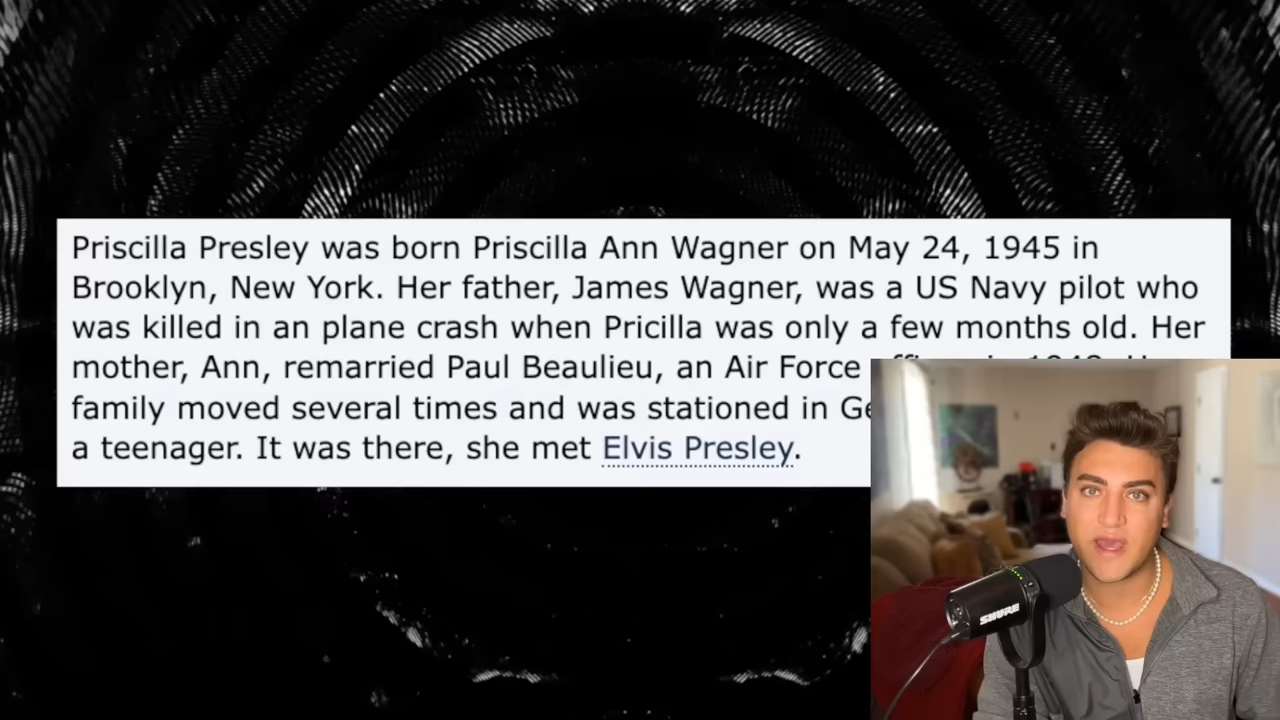 Priscilla Presley was born Priscilla Ann Wagner on May 24, 1945 in
Brooklyn, New York. Her father, James Wagner, was a US Navy pilot who
was killed in an plane crash when Pricilla was only a few months old. Her
mother, Ann, remarried Paul Beaulieu, an Air Force
family moved several times and was stationed in
a teenager. It was there, she met Elvis Presley.
SHURE